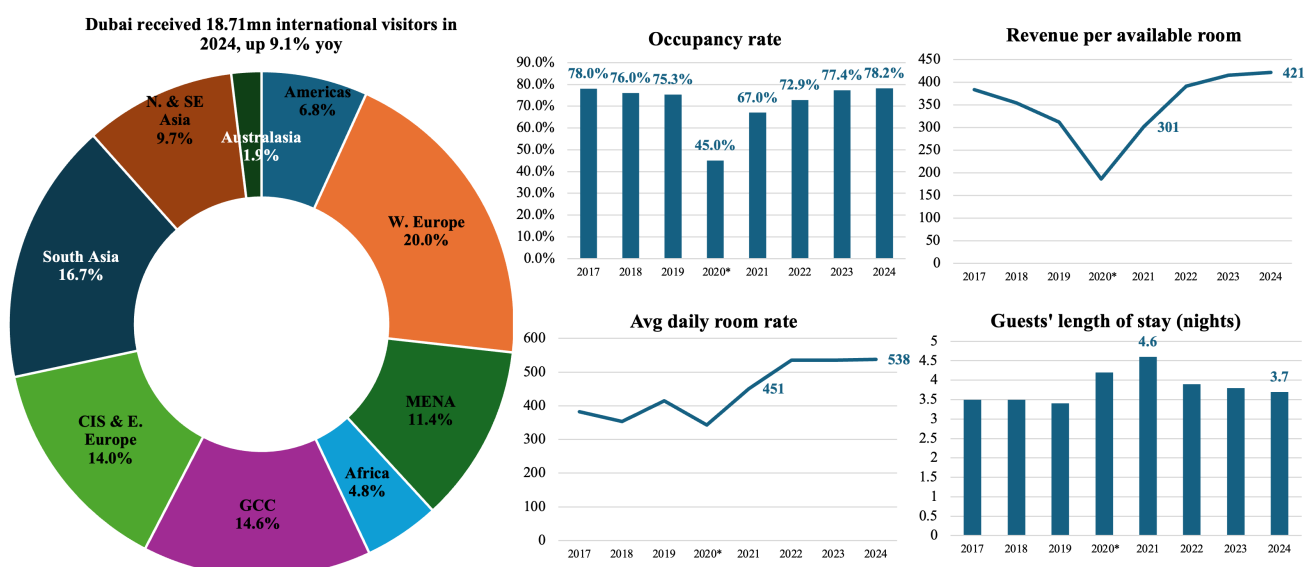 Dubai received 18.71mn international visitors in
2024, up 9.1% yoy
Americas
6.8%
W. Europe
20.0%
MENA
11.4%
Africa
4.8%
GCC
14.6%
CIS & E.
Europe
14.0%
South Asia
16.7%
N. & SE
Asia
9.7%
Australasia
1.9%
Occupancy rate
90.0%
80.0%
70.0%
60.0%
50.0%
40.0%
30.0%
20.0%
10.0%
0.0%
78.0% 76.0% 75.3% 45.0% 67.0% 72.9% 77.4% 78.2%
2017 2018 2019 2020* 2021 2022 2023 2024
Revenue per available room
450
400
350
300
250
200
150
100
50
0
301
421
2017 2018 2019 2020* 2021 2022 2023 2024
Avg daily room rate
600
500
400
300
200
100
0
451
538
2017 2018 2019 2020* 2021 2022 2023 2024
Guests' length of stay (nights)
5
4.5
4
3.5
3
2.5
2
1.5
1
0.5
0
4.6
3.7
2017 2018 2019 2020* 2021 2022 2023 2024